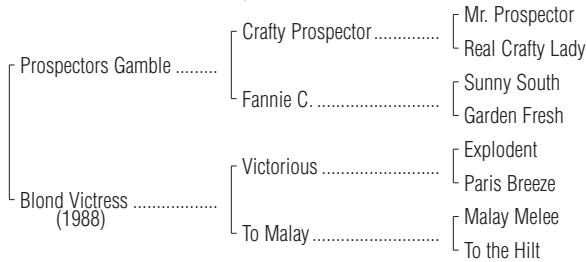 Mr. Prospector
Crafty Prospector..............
Real Crafty Lady
Prospectors Gamble .........
Sunny South
Fannie C. ..........................
Garden Fresh
Explodent
Victorious .........................
Paris Breeze
Blond Victress ..................
(1988)
Malay Melee
To Malay...........................
To the Hilt